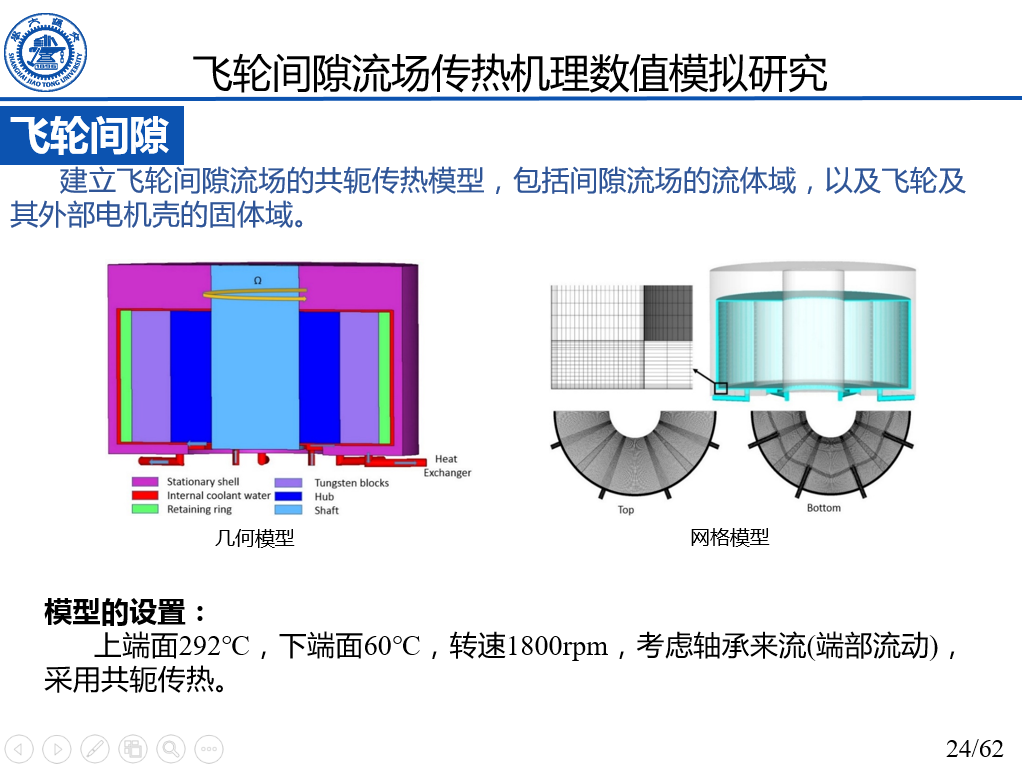 SHANGHAI JIAO TONG UNIVERSITY
飞轮间隙流场传热机理数值模拟研究
飞轮间隙
建立飞轮间隙流场的共轭传热模型，包括间隙流场的流体域，以及飞轮及
其外部电机壳的固体域。
Ω
Heat
Exchanger
Stationary shell
Tungsten blocks
Internal coolant water
Hub
Retaining ring
Shaft
Top
Bottom
几何模型
网格模型
模型的设置：
上端面292℃，下端面60℃，转速1800rpm，考虑轴承来流(端部流动)，
采用共轭传热。
24/62